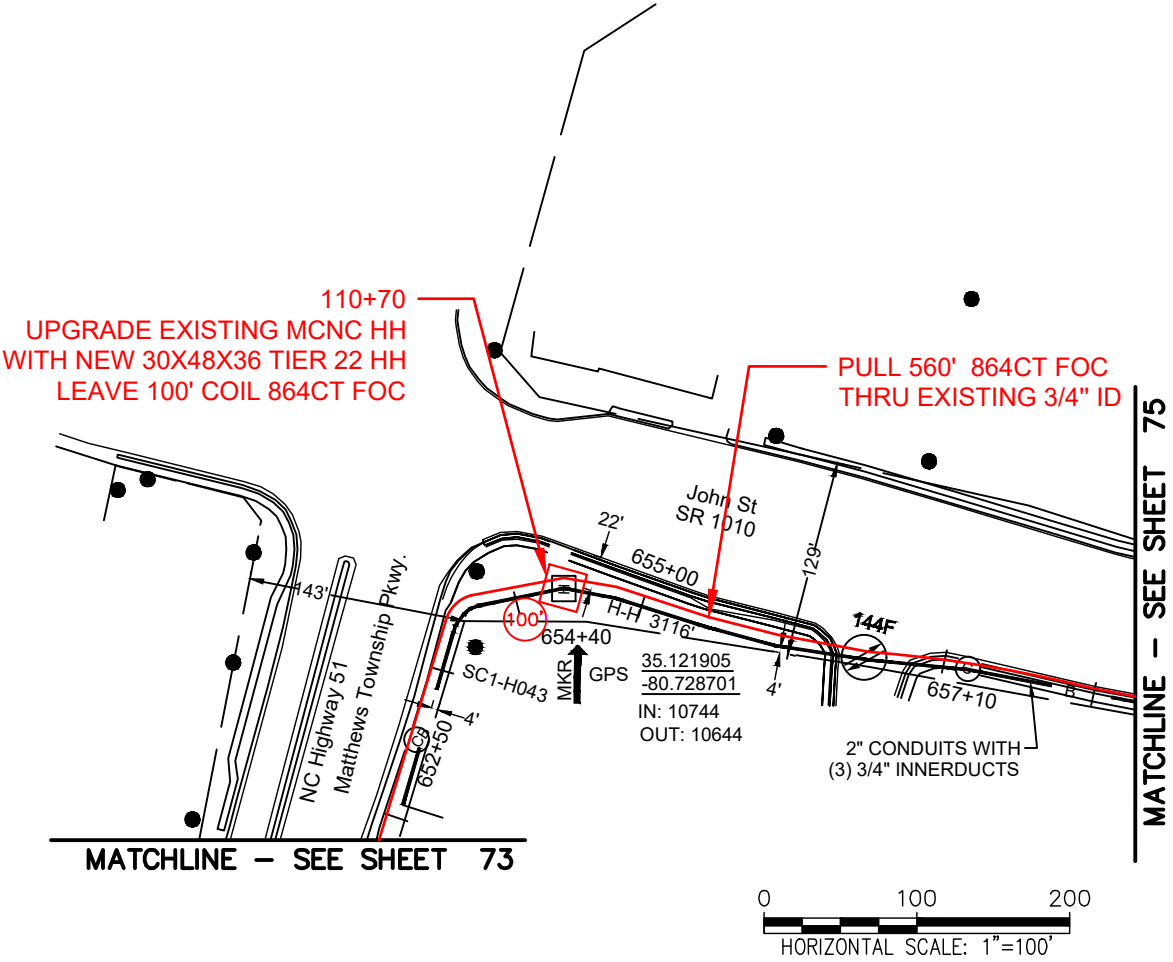 110+70
UPGRADE EXISTING MCNC HH
WITH NEW 30X48X36 TIER 22 HH
LEAVE 100' COIL 864CT FOC
PULL 560'  864CT FOC
THRU EXISTING 3/4" ID
MATCHLINE – SEE SHEET 75
John St
SR 1010
22'
655+00
129'
143'
H-H 3116'
100'
654+40
144F
SC1-H043
MKR
GPS
35.121905
-80.728701
IN: 10744
OUT: 10644
4'
657+10
B
4'
CB
652+50
NC Highway 51
Matthews Township Pkwy.
2" CONDUITS WITH
(3) 3/4" INNERDUCTS
MATCHLINE – SEE SHEET 73
0 100 200
HORIZONTAL SCALE: 1"=100'